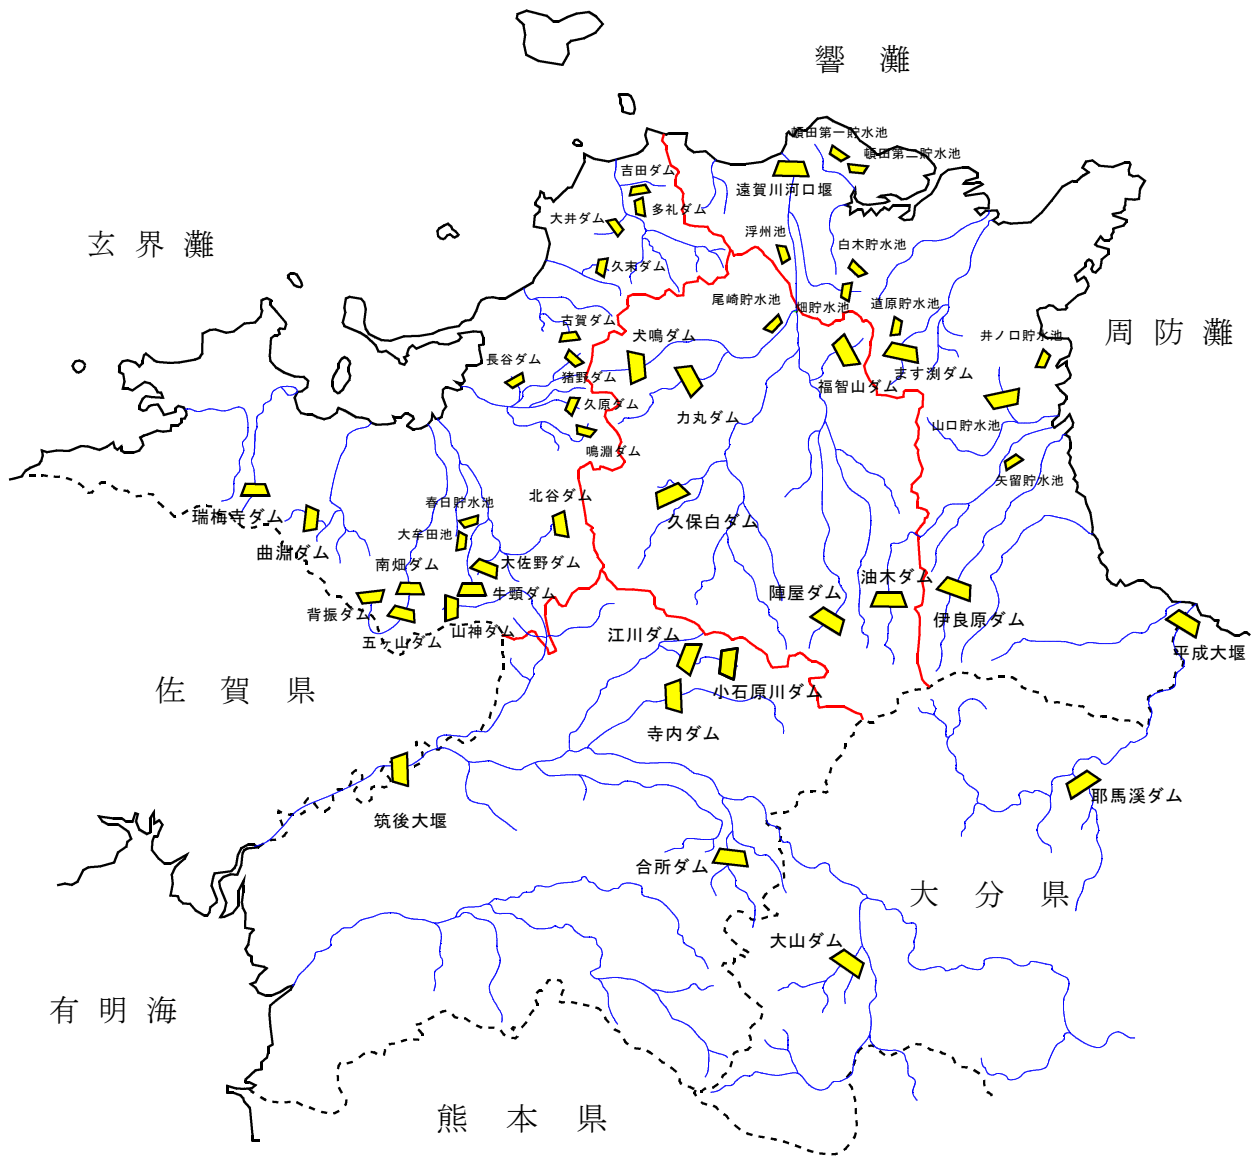 響灘
頓田第一貯水池
頓田第二貯水池
吉田ダム
遠賀川河口堰
多礼ダム
大井ダム
浮州池
玄界灘
白木貯水池
久末ダム
尾崎貯水池
畑貯水池
道原貯水池
古賀ダム
犬鳴ダム
井ノ口貯水池
周防灘
長谷ダム
猪野ダム
福智山ダム
ます渕ダム
久原ダム
力丸ダム
山口貯水池
鳴淵ダム
矢留貯水池
北谷ダム
春日貯水池
瑞梅寺ダム
久保白ダム
大牟田池
曲淵ダム
南畑ダム
大佐野ダム
油木ダム
牛頸ダム
陣屋ダム
背振ダム
伊良原ダム
山神ダム
江川ダム
五ヶ山ダム
平成大堰
佐賀県
小石原川ダム
寺内ダム
耶馬溪ダム
筑後大堰
合所ダム
大分県
大山ダム
有明海
熊本県